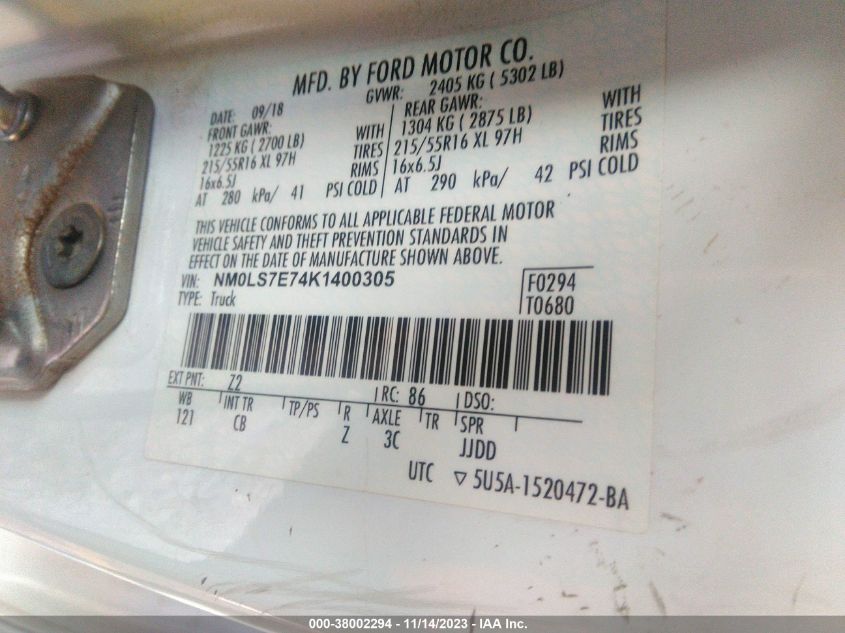 MFD. BY FORD MOTOR CO.
DATE: 09/18
GVWR: 2405 KG ( 5302 LB)
FRONT GAWR:
1225 KG ( 2700 LB)
215/55R16 XL 97H
16x6.5J
AT 280 kPa/ 41 PSI COLD
WITH
TIRES
RIMS
REAR GAWR:
1304 KG ( 2875 LB)
215/55R16 XL 97H
16x6.5J
AT 290 kPa/ 42 PSI COLD
WITH
TIRES
RIMS
THIS VEHICLE CONFORMS TO ALL APPLICABLE FEDERAL MOTOR
VEHICLE SAFETY AND THEFT PREVENTION STANDARDS IN
EFFECT ON THE DATE OF MANUFACTURE SHOWN ABOVE.
VIN: NM0LS7E74K1400305
TYPE: Truck
F0294
T0680
EXT PNT: Z2 RC: 86 DSO:
WB INT TR TP/PS R AXLE TR SPR
121 CB Z 3C JJDD
UTC ▽ 5U5A-1520472-BA
000-38002294 - 11/14/2023 - IAA Inc.